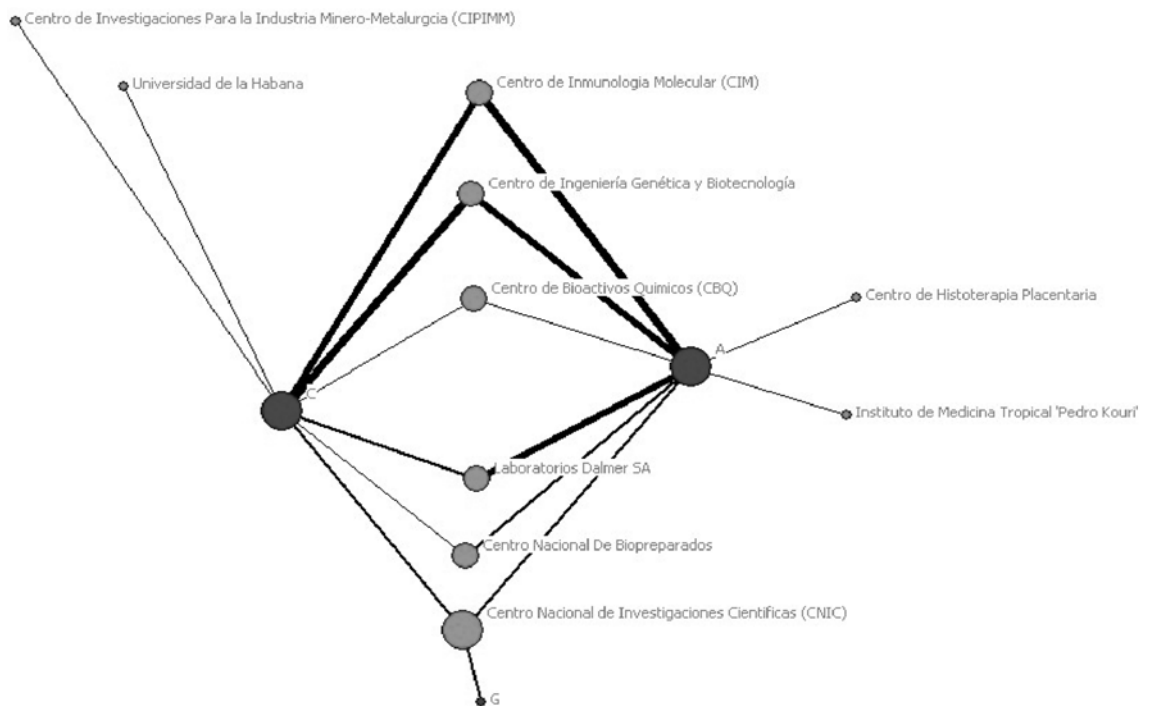 Centro de Investigaciones Para la Industria Minero-Metalurgcia (CIPIMM)
Universidad de la Habana
Centro de Inmunologia Molecular (CIM)
Centro de Ingeniería Genética y Biotecnología
Centro de Bioactivos Quimicos (CBQ)
Centro de Histoterapia Placentaria
A
C
Instituto de Medicina Tropical 'Pedro Kouri'
Laboratorios Dalmer SA
Centro Nacional De Biopreparados
Centro Nacional de Investigaciones Cientificas (CNIC)
G